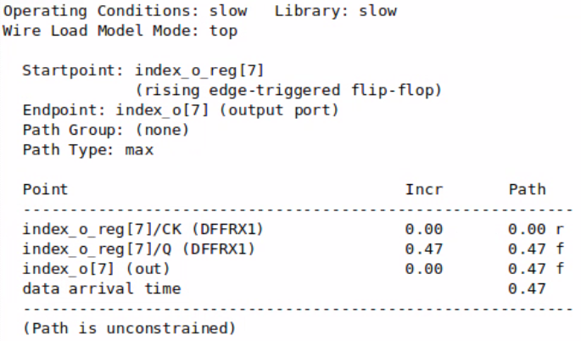 Operating Conditions: slow   Library: slow
Wire Load Model Mode: top
Startpoint: index_o_reg[7]
(rising edge-triggered flip-flop)
Endpoint: index_o[7] (output port)
Path Group: (none)
Path Type: max
Point                                    Incr       Path
-----------------------------------------------------------
index_o_reg[7]/CK (DFFRX1)               0.00       0.00 r
index_o_reg[7]/Q (DFFRX1)                0.47       0.47 f
index_o[7] (out)                         0.00       0.47 f
data arrival time                                   0.47
-----------------------------------------------------------
(Path is unconstrained)